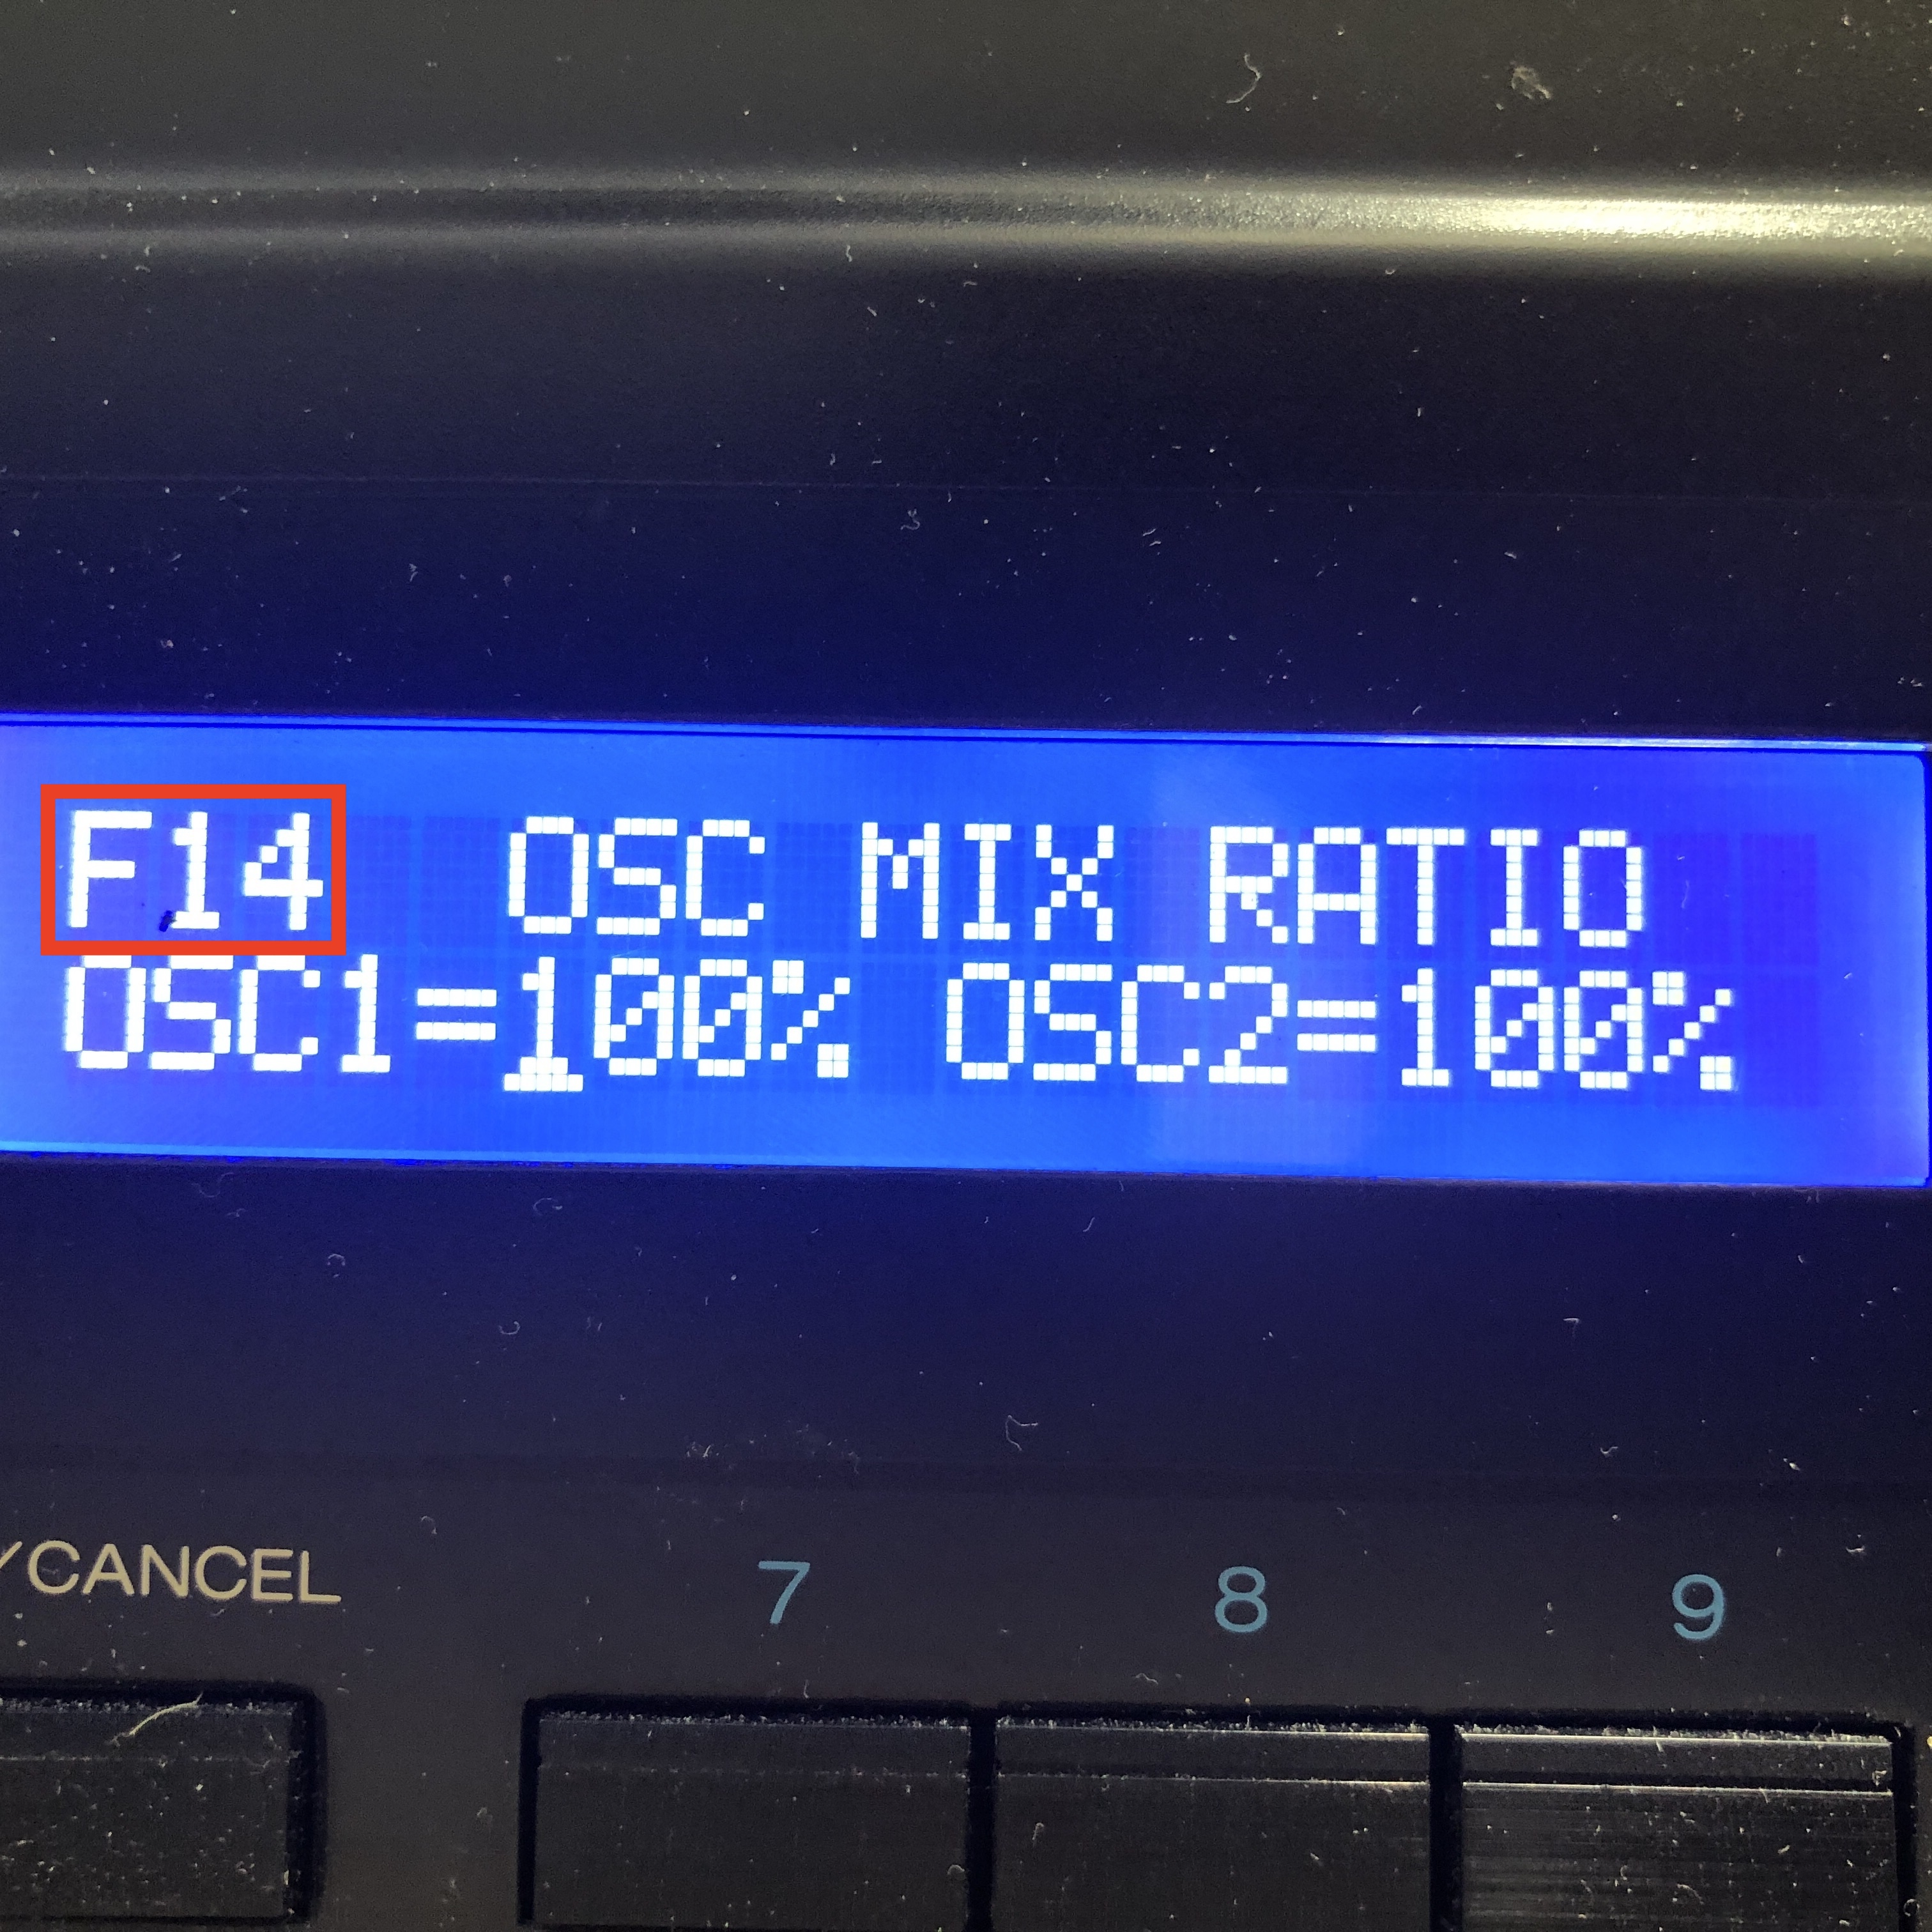 F14 OSC MIX RATIO
OSC1=100% OSC2=100%
/CANCEL 7 8 9